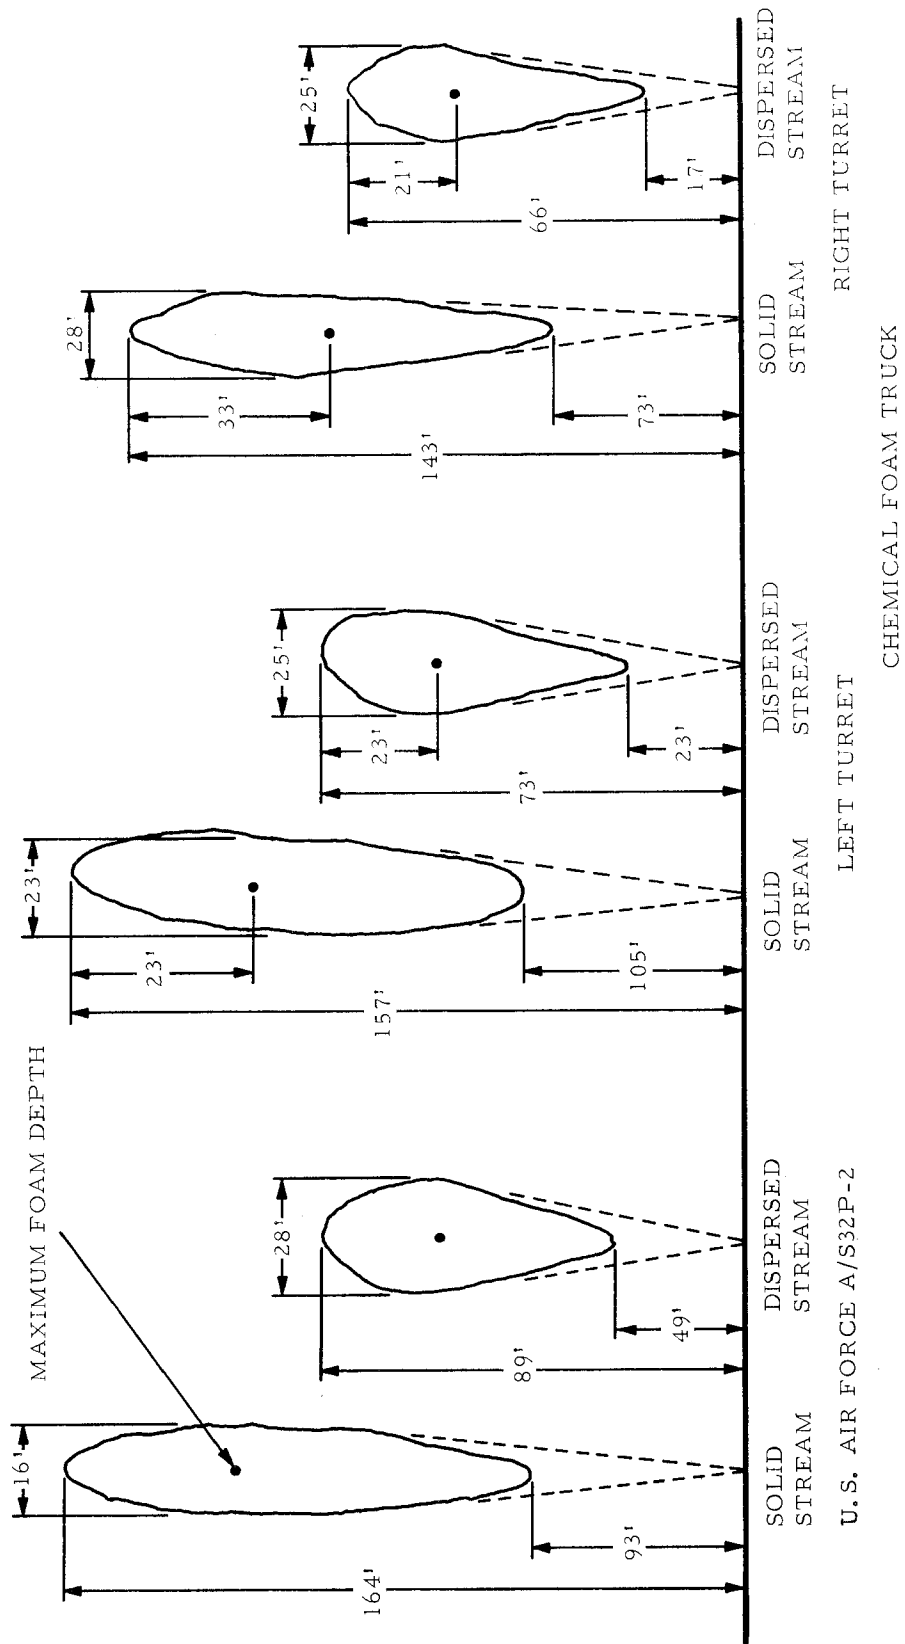 MAXIMUM FOAM DEPTH
16'
164'
93'
28'
89'
49'
23'
23'
157'
105'
25'
23'
73'
23'
28'
33'
143'
73'
25'
21'
66'
17'
SOLID
STREAM
DISPERSED
STREAM
U.S. AIR FORCE A/S32P-2
SOLID
STREAM
DISPERSED
STREAM
LEFT TURRET
SOLID
STREAM
DISPERSED
STREAM
RIGHT TURRET
CHEMICAL FOAM TRUCK